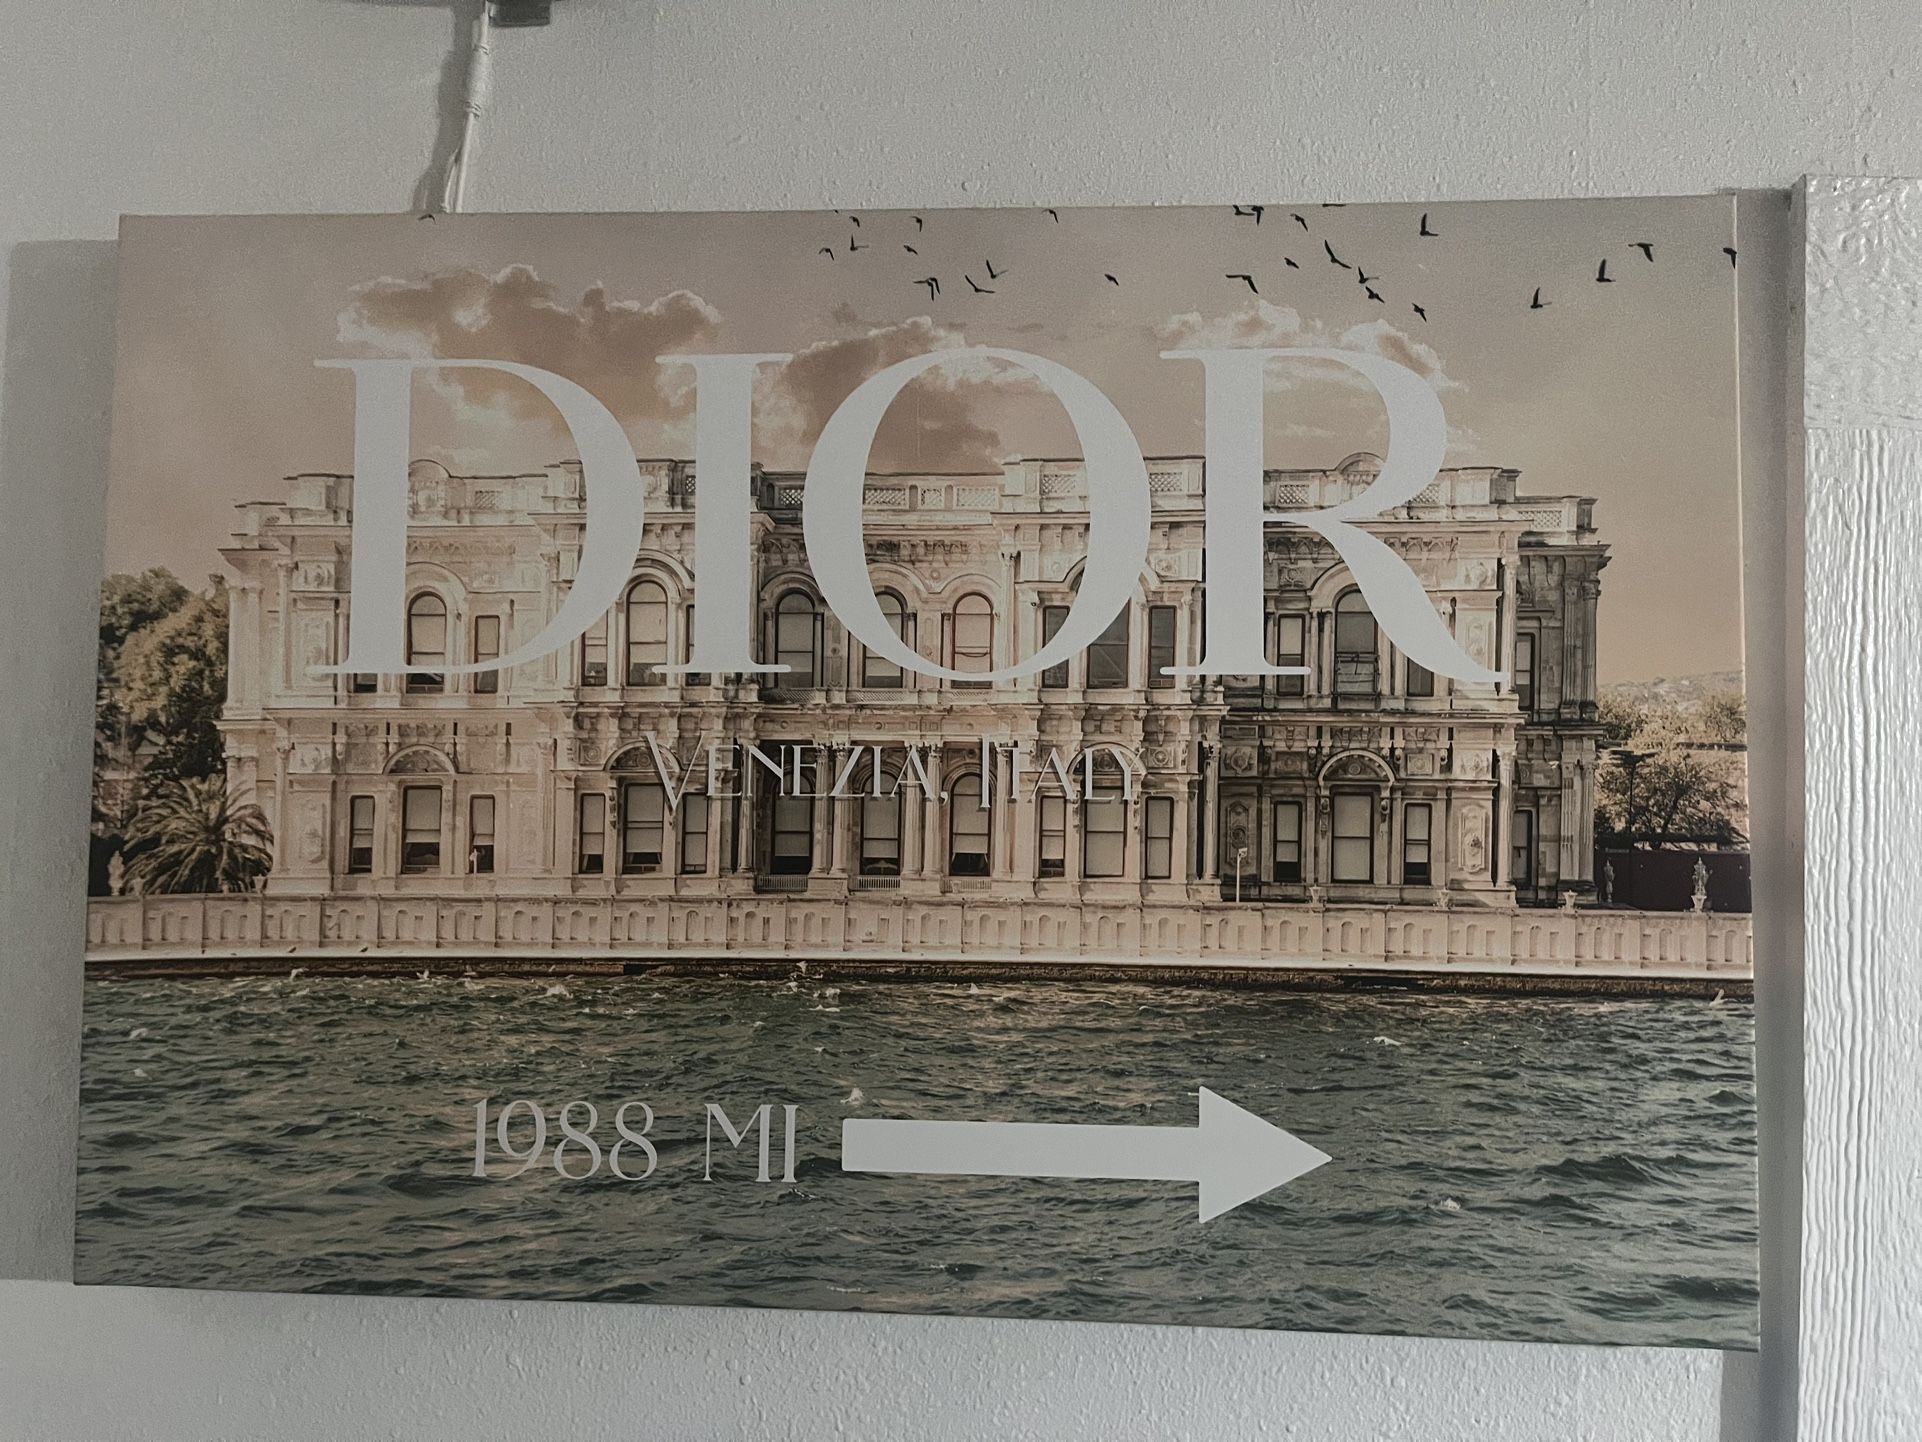 DIOR
VENEZIA, ITALY
1988 MI